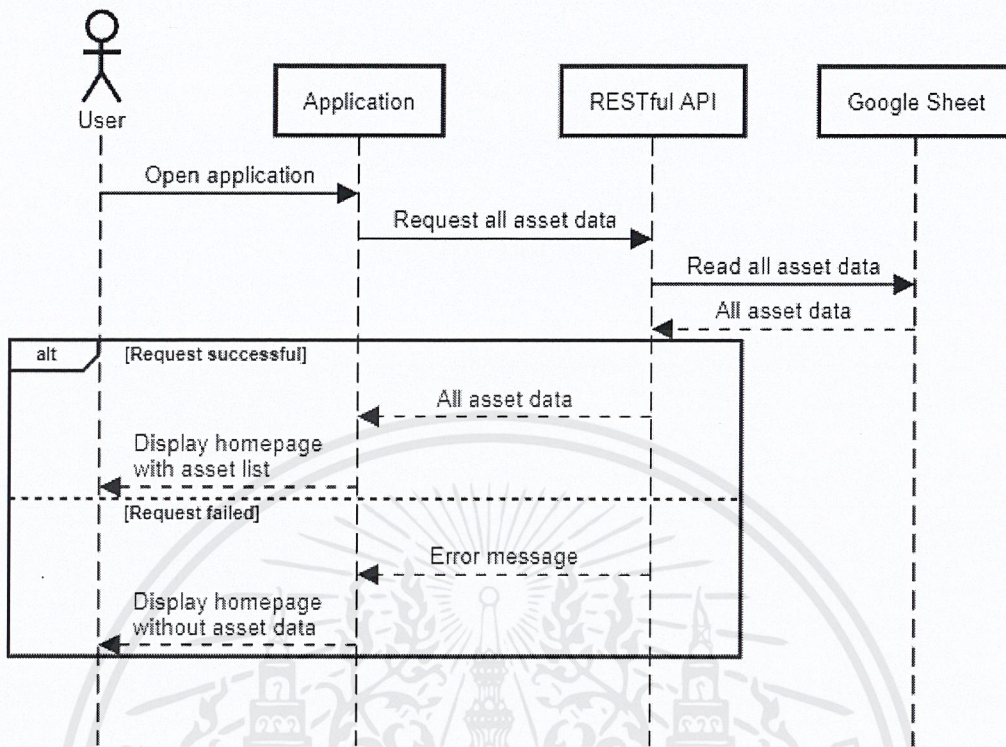 User
Application
RESTful API
Google Sheet
Open application
Request all asset data
Read all asset data
All asset data
alt
[Request successful]
All asset data
Display homepage
with asset list
[Request failed]
Error message
Display homepage
without asset data